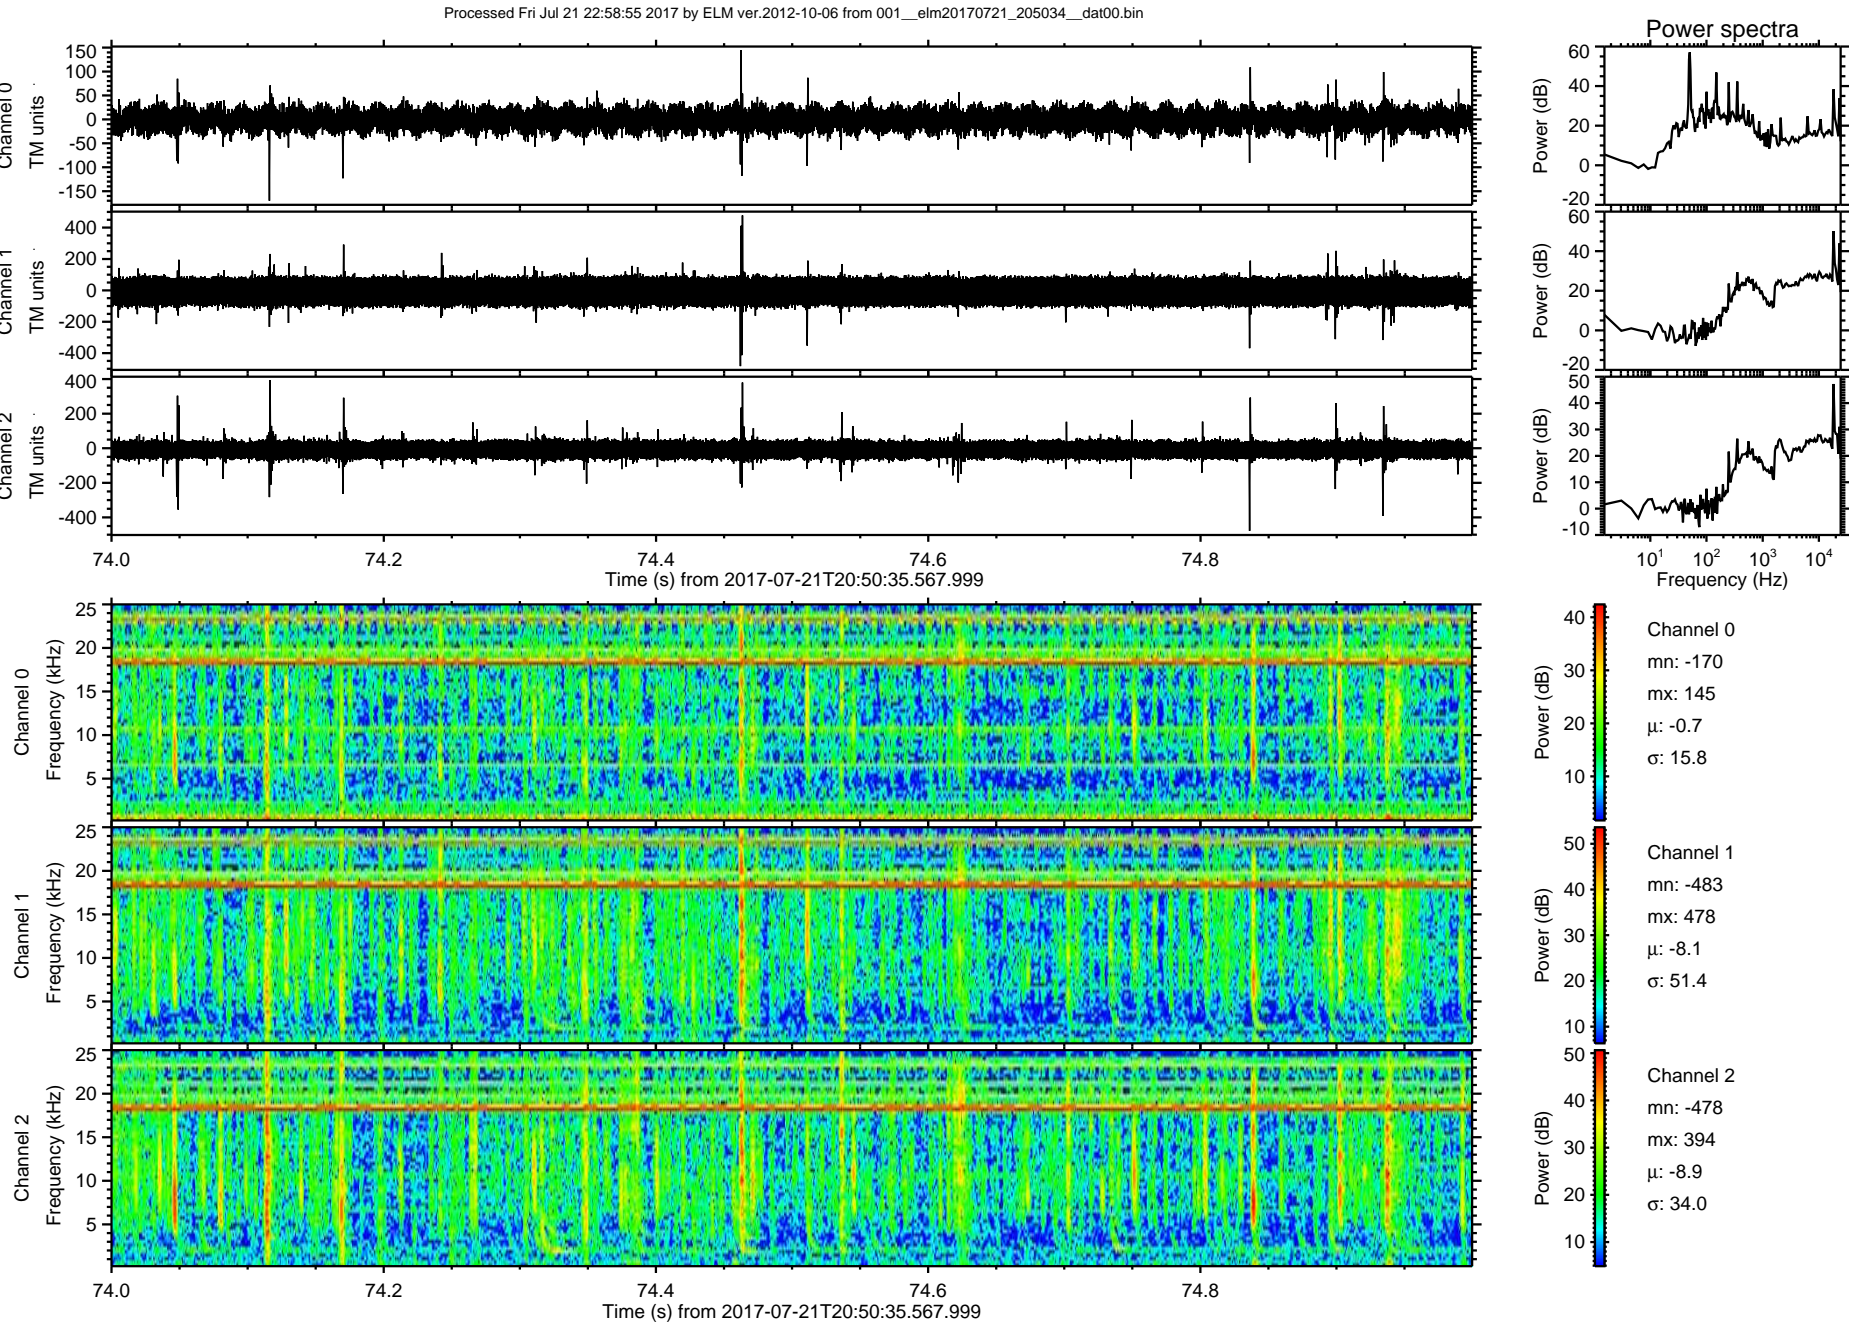 Processed Fri Jul 21 22:58:55 2017 by ELM ver.2012-10-06 from 001__elm20170721_205034__dat00.bin
Power spectra
Channel 0
TM units
150
100
50
0
-50
-100
-150
Power (dB)
60
40
20
0
-20
Channel 1
TM units
400
200
0
-200
-400
Power (dB)
60
40
20
0
-20
Channel 2
TM units
400
200
0
-200
-400
Power (dB)
50
40
30
20
10
0
-10
74.0 74.2 74.4 74.6 74.8
Time (s) from 2017-07-21T20:50:35.567.999
10^1 10^2 10^3 10^4
Frequency (Hz)
Channel 0
Frequency (kHz)
25
20
15
10
5
Power (dB)
40
30
20
10
Channel 0
mn: -170
mx: 145
μ: -0.7
σ: 15.8
Channel 1
Frequency (kHz)
25
20
15
10
5
Power (dB)
50
40
30
20
10
Channel 1
mn: -483
mx: 478
μ: -8.1
σ: 51.4
Channel 2
Frequency (kHz)
25
20
15
10
5
Power (dB)
50
40
30
20
10
Channel 2
mn: -478
mx: 394
μ: -8.9
σ: 34.0
74.0 74.2 74.4 74.6 74.8
Time (s) from 2017-07-21T20:50:35.567.999